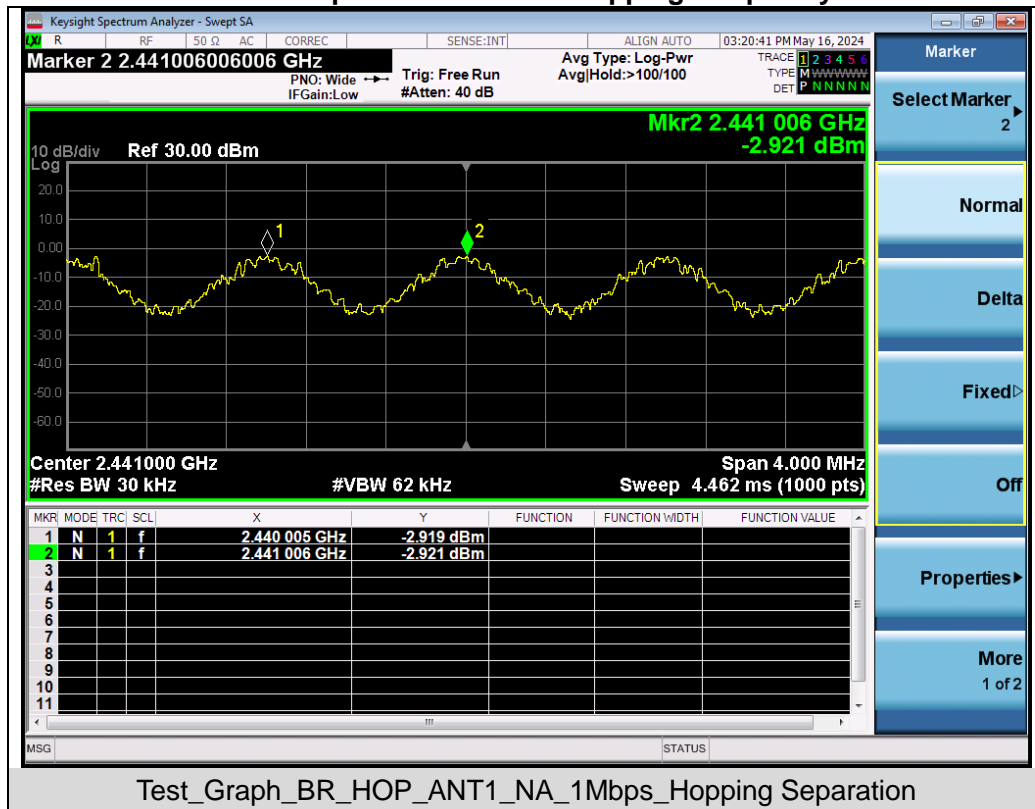 Keysight Spectrum Analyzer - Swept SA
LXI R RF 50 Ω AC CORREC SENSE:INT ALIGN AUTO 03:20:41 PM May 16, 2024
Marker 2 2.441006006006 GHz
PNO: Wide
IFGain:Low
Trig: Free Run
#Atten: 40 dB
Avg Type: Log-Pwr
Avg|Hold:>100/100
TRACE 1 2 3 4 5 6
TYPE M WWWWW
DET P N N N N N
Mkr2 2.441 006 GHz
-2.921 dBm
10 dB/div Ref 30.00 dBm
Log
20.0
10.0
0.00
-10.0
-20.0
-30.0
-40.0
-50.0
-60.0
1
2
Center 2.441000 GHz Span 4.000 MHz
#Res BW 30 kHz #VBW 62 kHz Sweep 4.462 ms (1000 pts)
MKR MODE TRC SCL X Y FUNCTION FUNCTION WIDTH FUNCTION VALUE
1 N 1 f 2.440 005 GHz -2.919 dBm
2 N 1 f 2.441 006 GHz -2.921 dBm
3
4
5
6
7
8
9
10
11
MSG STATUS
Marker
Select Marker
2
Normal
Delta
Fixed
Off
Properties
More
1 of 2
Test_Graph_BR_HOP_ANT1_NA_1Mbps_Hopping Separation